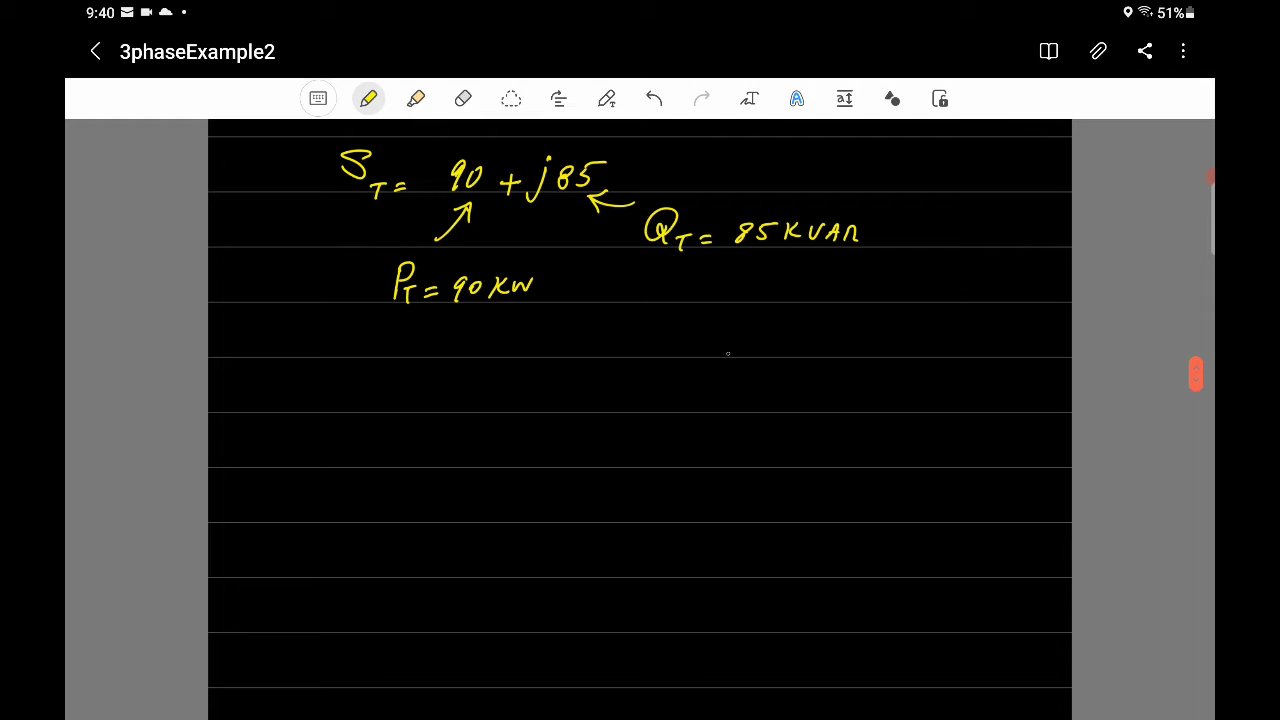 9:40
51%
3phaseExample2
S_T = 90 + j85
Q_T = 85 KVAR
P_T = 90 KW